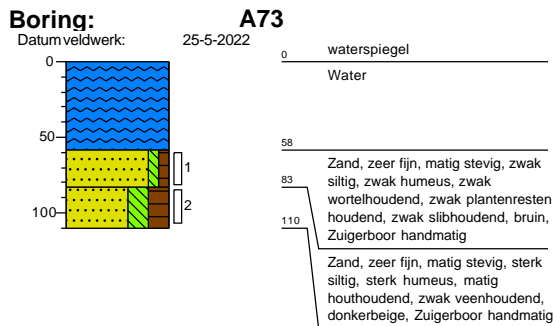 Boring: A73
Datum veldwerk: 25-5-2022
0
50
100
1
2
0
waterspiegel
Water
58
Zand, zeer fijn, matig stevig, zwak
siltig, zwak humeus, zwak
wortelhoudend, zwak plantenresten
houdend, zwak slibhoudend, bruin,
Zuigerboor handmatig
83
110
Zand, zeer fijn, matig stevig, sterk
siltig, sterk humeus, matig
houthoudend, zwak veenhoudend,
donkerbeige, Zuigerboor handmatig